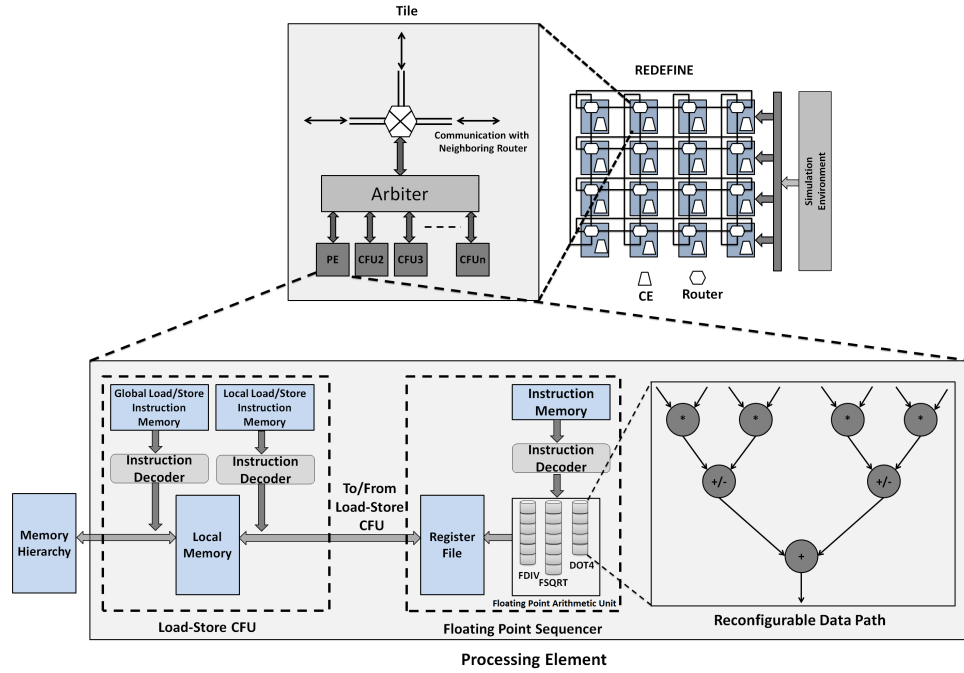 Tile
REDEFINE
Communication with
Neighboring Router
Arbiter
PE
CFU2
CFU3
CFUn
Simulation
Environment
CE
Router
Global Load/Store
Instruction
Memory
Local Load/Store
Instruction
Memory
Instruction
Decoder
Instruction
Decoder
Memory
Hierarchy
Local
Memory
To/From
Load-Store
CFU
Instruction
Memory
Instruction
Decoder
Register
File
FDIV
FSQRT
DOT4
Floating Point Arithmetic Unit
*
*
*
*
+/-
+/-
+
Load-Store CFU
Floating Point Sequencer
Reconfigurable Data Path
Processing Element